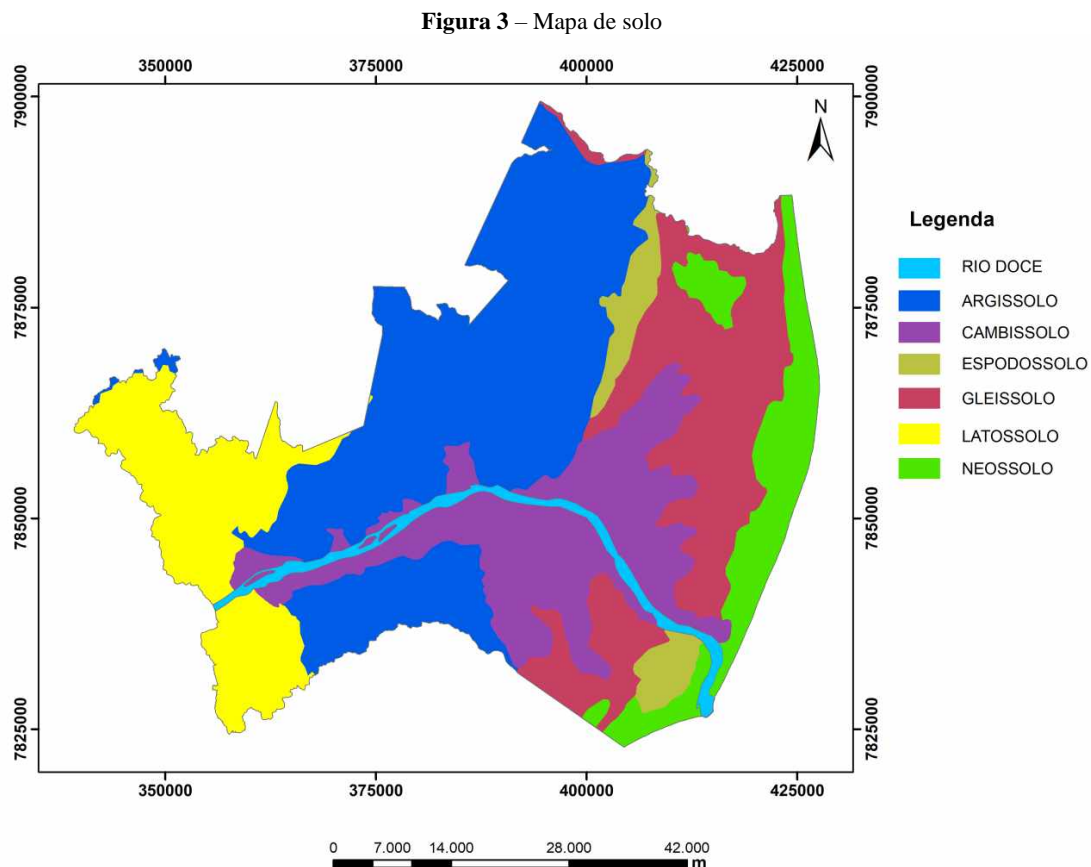 Figura 3 – Mapa de solo
350000 375000 400000 425000
7900000 7900000
N
Legenda
RIO DOCE
7875000 7875000
ARGISSOLO
CAMBISSOLO
ESPODOSSOLO
GLEISSOLO
LATOSSOLO
NEOSSOLO
7850000 7850000
7825000 7825000
350000 375000 400000 425000
0 7.000 14.000 28.000 42.000
m